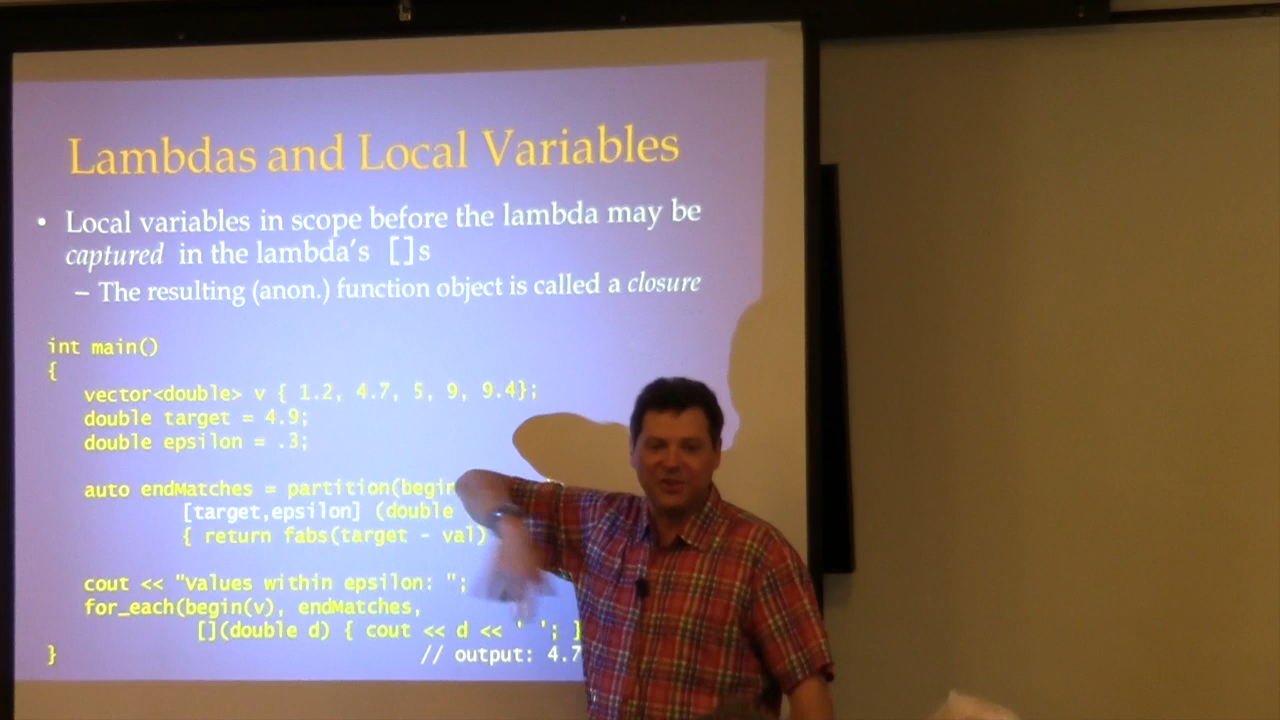 Lambdas and Local Variables
• Local variables in scope before the lambda may be
captured in the lambda's []s
– The resulting (anon.) function object is called a closure
int main()
{
vector<double> v { 1.2, 4.7, 5, 9, 9.4};
double target = 4.9;
double epsilon = .3;
auto endMatches = partition(begin
[target,epsilon] (double
{ return fabs(target - val)
cout << "Values within epsilon: ";
for_each(begin(v), endMatches,
[](double d) { cout << d << ' '; }
} // output: 4.7